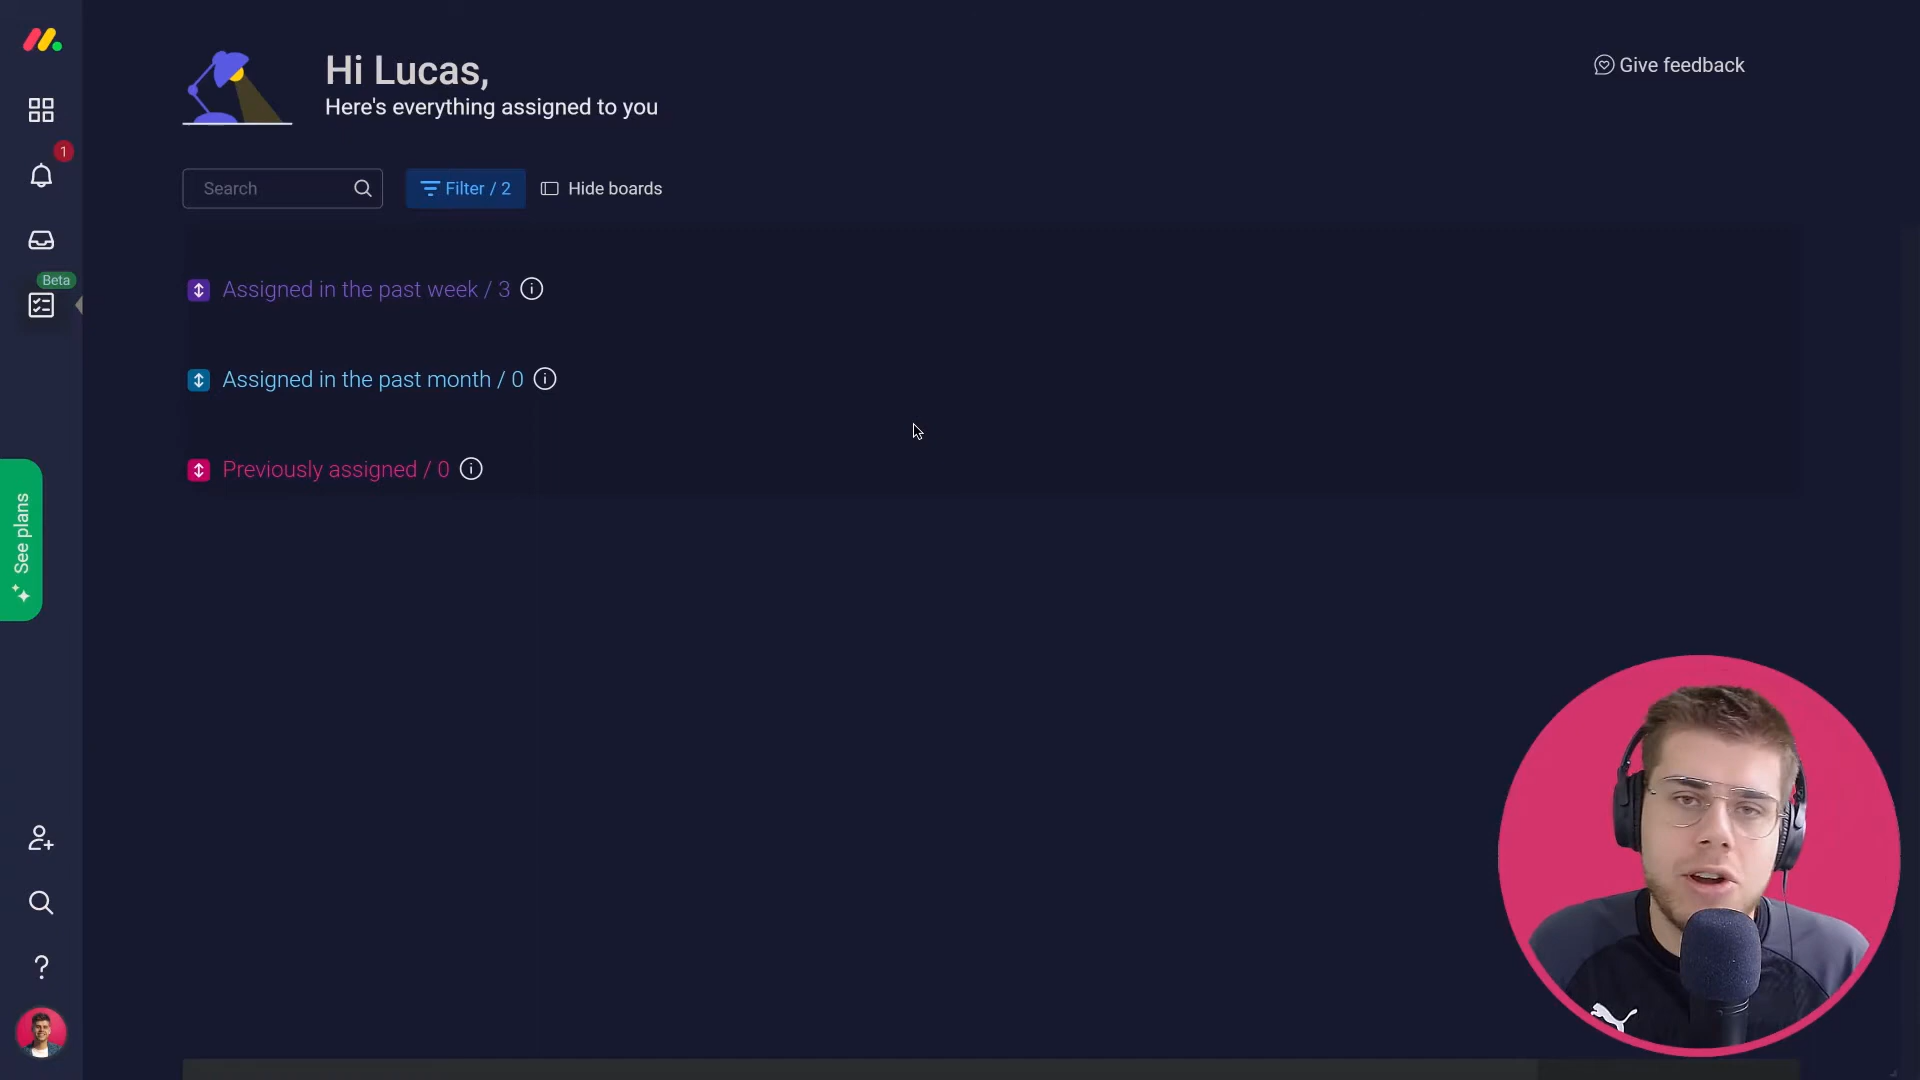 Hi Lucas,
Give feedback
Here's everything assigned to you
1
Search
Filter / 2
Hide boards
Beta
Assigned in the past week / 3
Assigned in the past month / 0
Previously assigned / 0
See plans